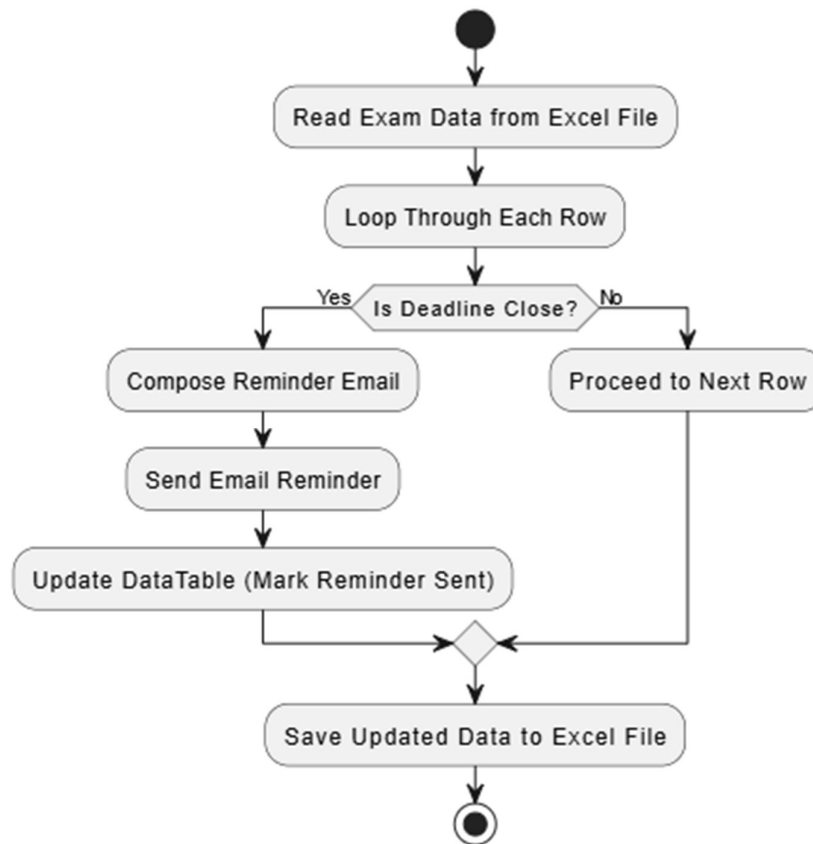 Read Exam Data from Excel File
Loop Through Each Row
Yes
Is Deadline Close?
No
Compose Reminder Email
Proceed to Next Row
Send Email Reminder
Update DataTable (Mark Reminder Sent)
Save Updated Data to Excel File